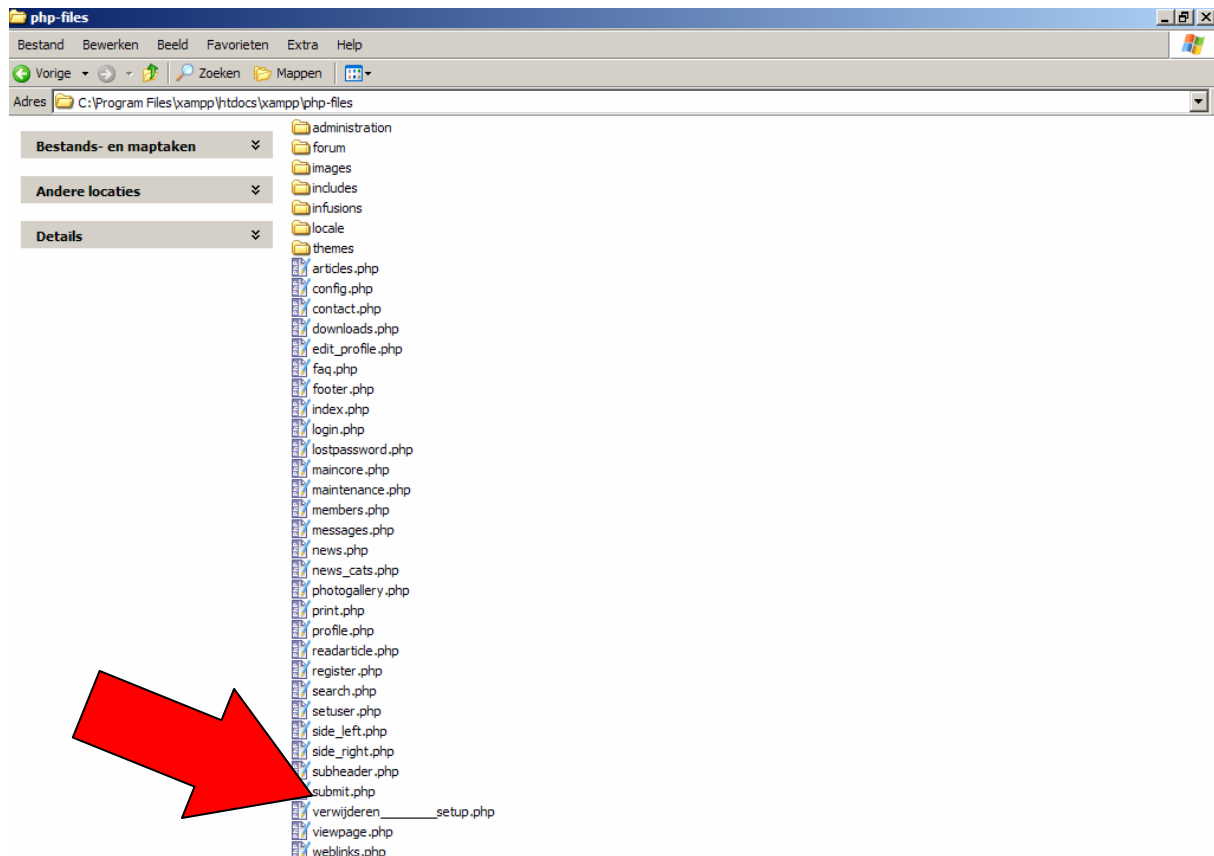 php-files
Bestand Bewerken Beeld Favorieten Extra Help
Vorige Zoeken Mappen
Adres C:\Program Files\xampp\htdocs\xampp\php-files
Bestands- en maptaken
Andere locaties
Details
administration
forum
images
includes
infusions
locale
themes
articles.php
config.php
contact.php
downloads.php
edit_profile.php
faq.php
footer.php
index.php
login.php
lostpassword.php
maincore.php
maintenance.php
members.php
messages.php
news.php
news_cats.php
photogallery.php
print.php
profile.php
readarticle.php
register.php
search.php
setuser.php
side_left.php
side_right.php
subheader.php
submit.php
verwijderen________setup.php
viewpage.php
weblinks.php